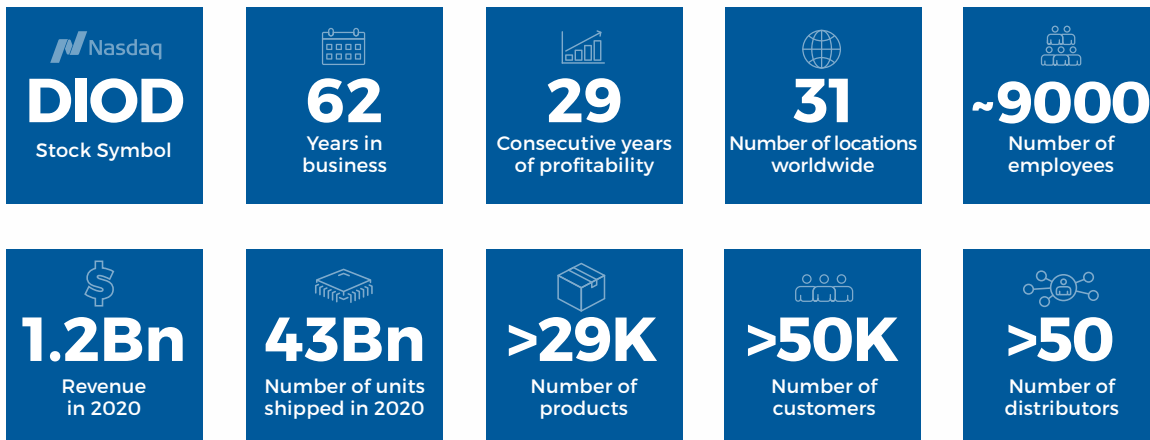 Nasdaq
DIOD
Stock Symbol
62
Years in
business
29
Consecutive years
of profitability
31
Number of locations
worldwide
~9000
Number of
employees
1.2Bn
Revenue
in 2020
43Bn
Number of units
shipped in 2020
>29K
Number of
products
>50K
Number of
customers
>50
Number of
distributors